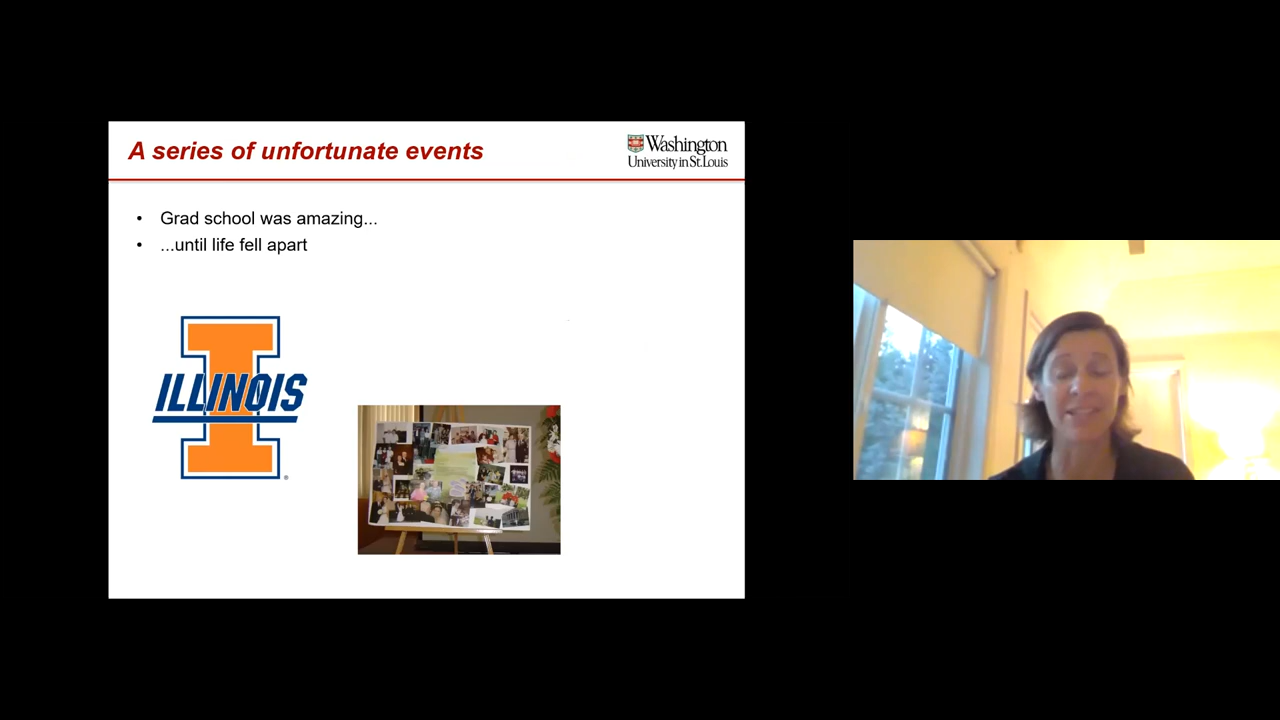 A series of unfortunate events
Washington
University in St. Louis
• Grad school was amazing...
• ...until life fell apart
ILLINOIS
®